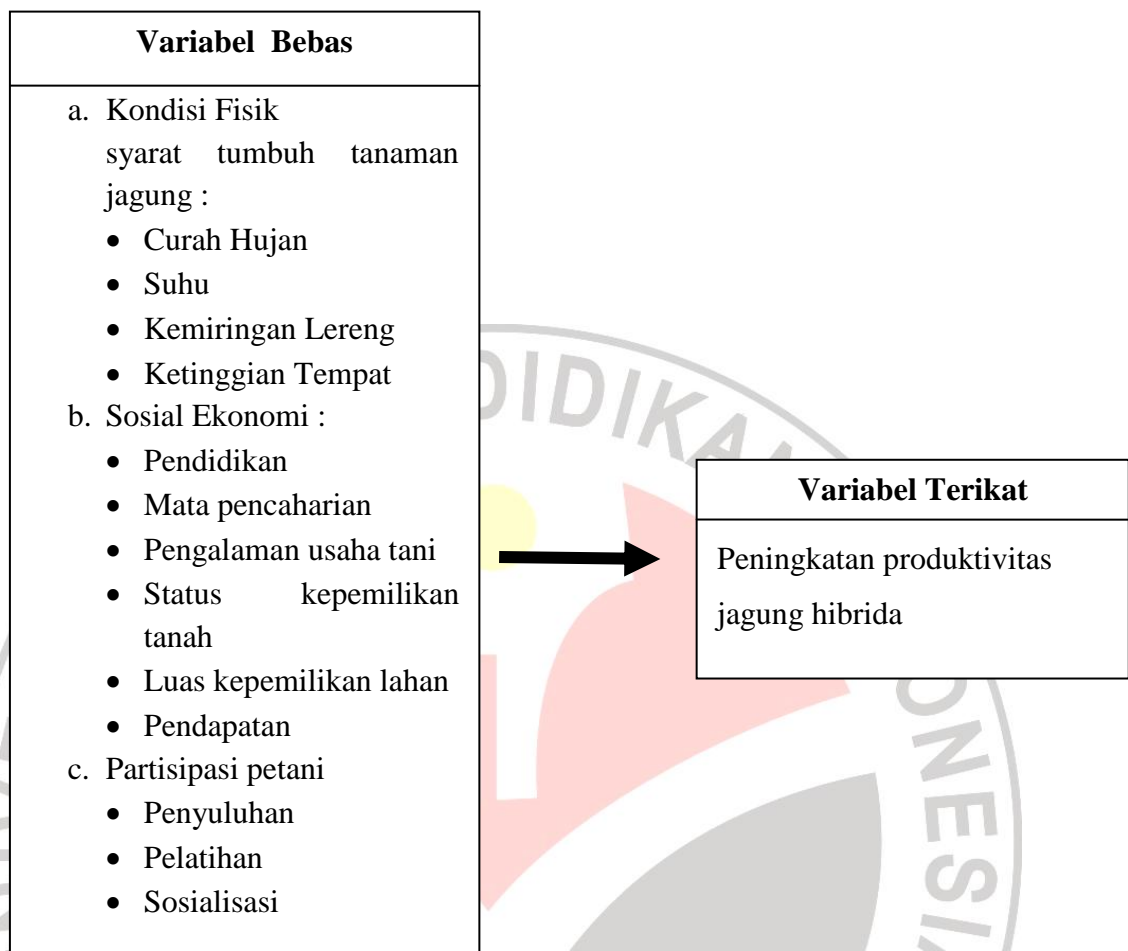 Variabel Bebas
a. Kondisi Fisik
syarat tumbuh tanaman
jagung :
• Curah Hujan
• Suhu
• Kemiringan Lereng
• Ketinggian Tempat
b. Sosial Ekonomi :
• Pendidikan
• Mata pencaharian
• Pengalaman usaha tani
• Status kepemilikan
tanah
• Luas kepemilikan lahan
• Pendapatan
c. Partisipasi petani
• Penyuluhan
• Pelatihan
• Sosialisasi
Variabel Terikat
Peningkatan produktivitas
jagung hibrida